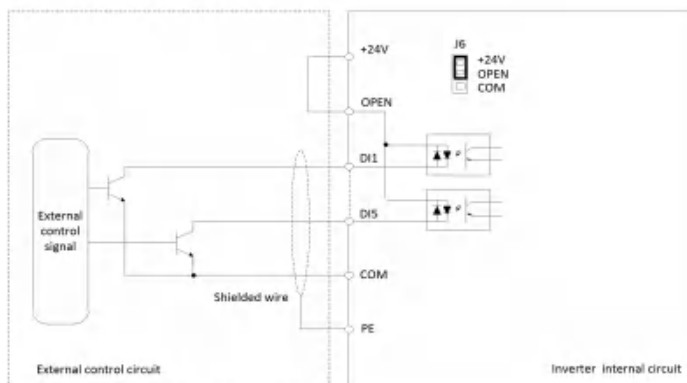 +24V
J6
+24V
OPEN
COM
OPEN
DI1
External
control
signal
DI5
COM
Shielded wire
PE
External control circuit
Inverter internal circuit